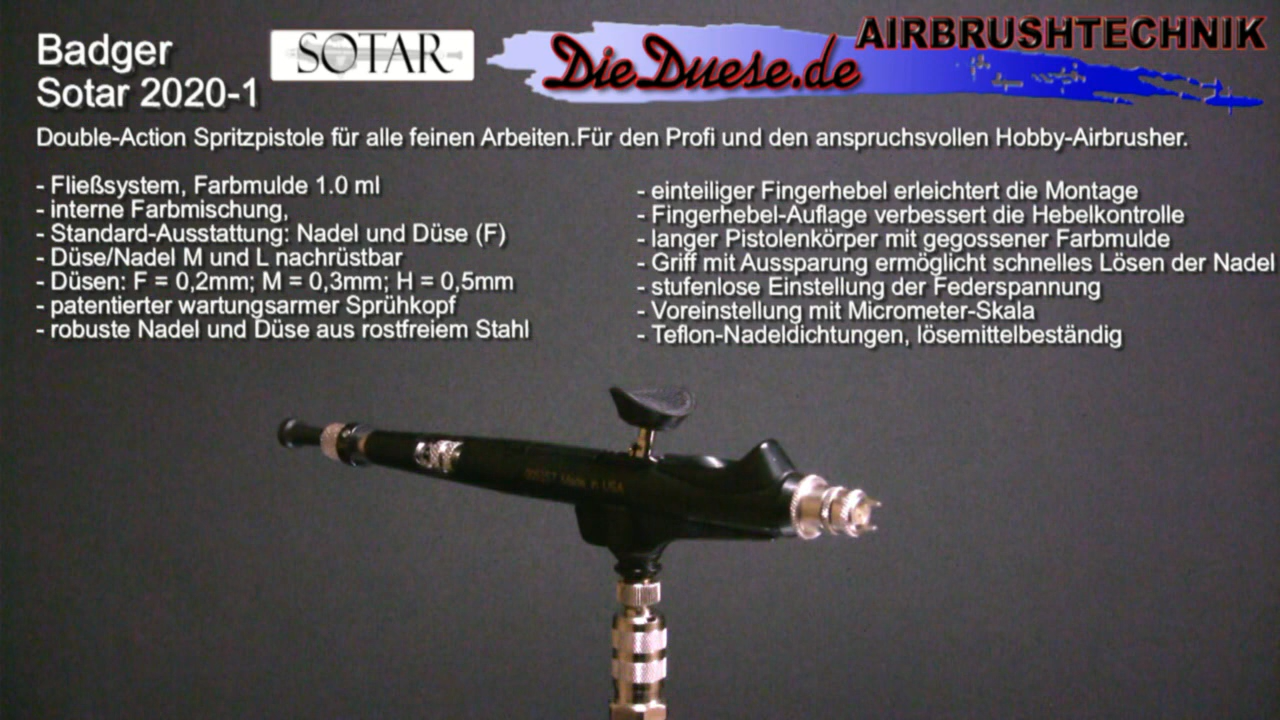 Badger
Sotar 2020-1
SOTAR
DieDuese.de
AIRBRUSHTECHNIK
Double-Action Spritzpistole für alle feinen Arbeiten.Für den Profi und den anspruchsvollen Hobby-Airbrusher.
- Fließsystem, Farbmulde 1.0 ml
- interne Farbmischung,
- Standard-Ausstattung: Nadel und Düse (F)
- Düse/Nadel M und L nachrüstbar
- Düsen: F = 0,2mm; M = 0,3mm; H = 0,5mm
- patentierter wartungsarmer Sprühkopf
- robuste Nadel und Düse aus rostfreiem Stahl
- einteiliger Fingerhebel erleichtert die Montage
- Fingerhebel-Auflage verbessert die Hebelkontrolle
- langer Pistolenkörper mit gegossener Farbmulde
- Griff mit Aussparung ermöglicht schnelles Lösen der Nadel
- stufenlose Einstellung der Federspannung
- Voreinstellung mit Micrometer-Skala
- Teflon-Nadeldichtungen, lösemittelbeständig
Made in USA